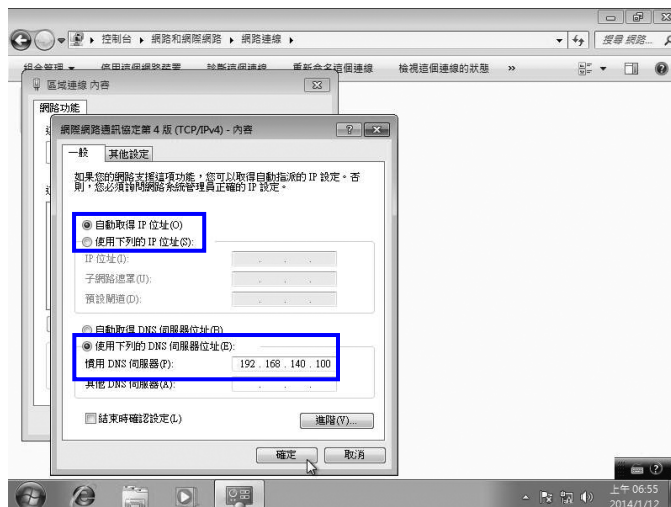 控制台 ▸ 網路和網際網路 ▸ 網路連線 ▸
搜尋 網路...
組合管理 停用這個網路裝置 診斷這個連線 重新命名這個連線 檢視這個連線的狀態 »
區域連線 內容
網路功能
網際網路通訊協定第 4 版 (TCP/IPv4) - 內容
一般 其他設定
如果您的網路支援這項功能，您可以取得自動指派的 IP 設定。否
則，您必須詢問網路系統管理員正確的 IP 設定。
自動取得 IP 位址(O)
使用下列的 IP 位址(S):
IP 位址(I):
子網路遮罩(U):
預設閘道(D):
自動取得 DNS 伺服器位址(B)
使用下列的 DNS 伺服器位址(E):
慣用 DNS 伺服器(P): 192 . 168 . 140 . 100
其他 DNS 伺服器(A):
結束時確認設定(L)
進階(V)...
確定 取消
上午 06:55
2014/1/12